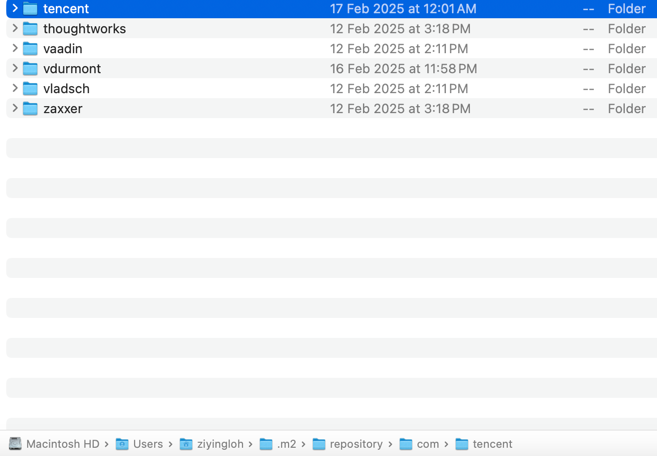 tencent 17 Feb 2025 at 12:01 AM -- Folder
thoughtworks 12 Feb 2025 at 3:18 PM -- Folder
vaadin 12 Feb 2025 at 2:11 PM -- Folder
vdurmont 16 Feb 2025 at 11:58 PM -- Folder
vladsch 12 Feb 2025 at 2:11 PM -- Folder
zaxxer 12 Feb 2025 at 3:18 PM -- Folder
Macintosh HD › Users › ziyingloh › .m2 › repository › com › tencent